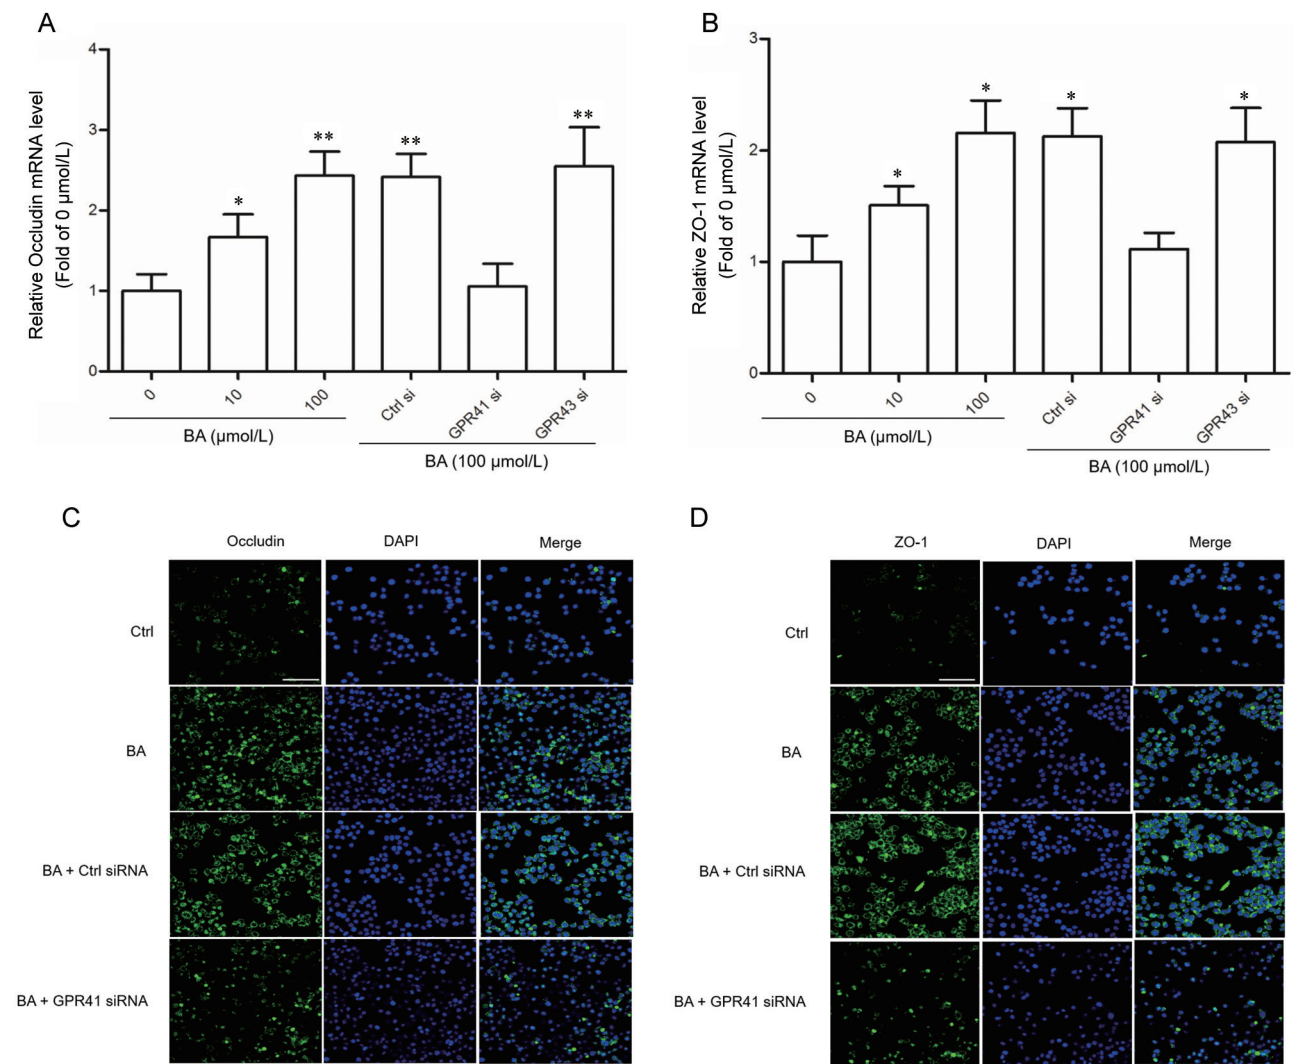 A
Relative Occludin mRNA level
(Fold of 0 μmol/L)
4
3
2
1
0
*
**
**
**
0
10
100
Ctrl si
GPR41 si
GPR43 si
BA (μmol/L)
BA (100 μmol/L)
B
Relative ZO-1 mRNA level
(Fold of 0 μmol/L)
3
2
1
0
*
*
*
*
0
10
100
Ctrl si
GPR41 si
GPR43 si
BA (μmol/L)
BA (100 μmol/L)
C
Occludin DAPI Merge
Ctrl
BA
BA + Ctrl siRNA
BA + GPR41 siRNA
D
ZO-1 DAPI Merge
Ctrl
BA
BA + Ctrl siRNA
BA + GPR41 siRNA